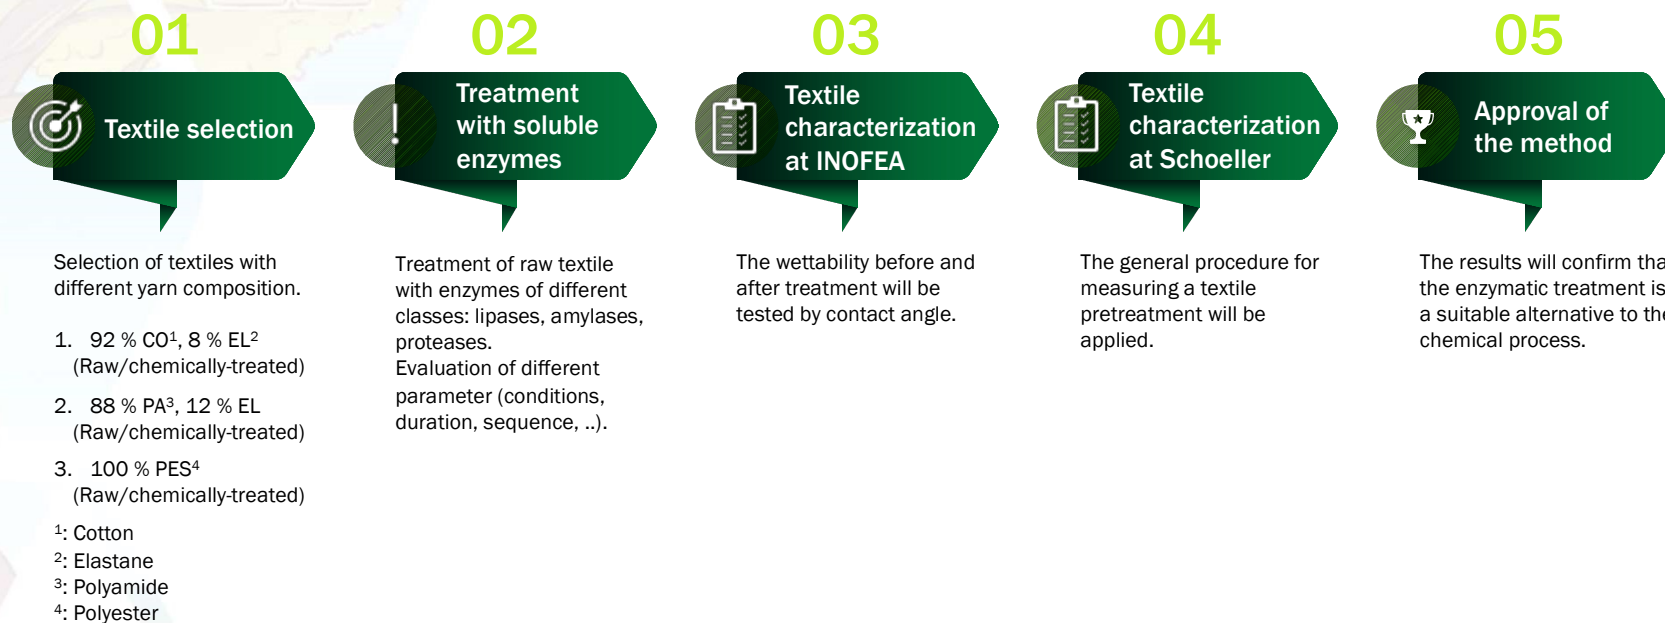 01
Textile selection
Selection of textiles with
different yarn composition.
1. 92 % CO¹, 8 % EL²
(Raw/chemically-treated)
2. 88 % PA³, 12 % EL
(Raw/chemically-treated)
3. 100 % PES⁴
(Raw/chemically-treated)
¹: Cotton
²: Elastane
³: Polyamide
⁴: Polyester
02
Treatment
with soluble
enzymes
Treatment of raw textile
with enzymes of different
classes: lipases, amylases,
proteases.
Evaluation of different
parameter (conditions,
duration, sequence, ..).
03
Textile
characterization
at INOFEA
The wettability before and
after treatment will be
tested by contact angle.
04
Textile
characterization
at Schoeller
The general procedure for
measuring a textile
pretreatment will be
applied.
05
Approval of
the method
The results will confirm tha
the enzymatic treatment is
a suitable alternative to the
chemical process.